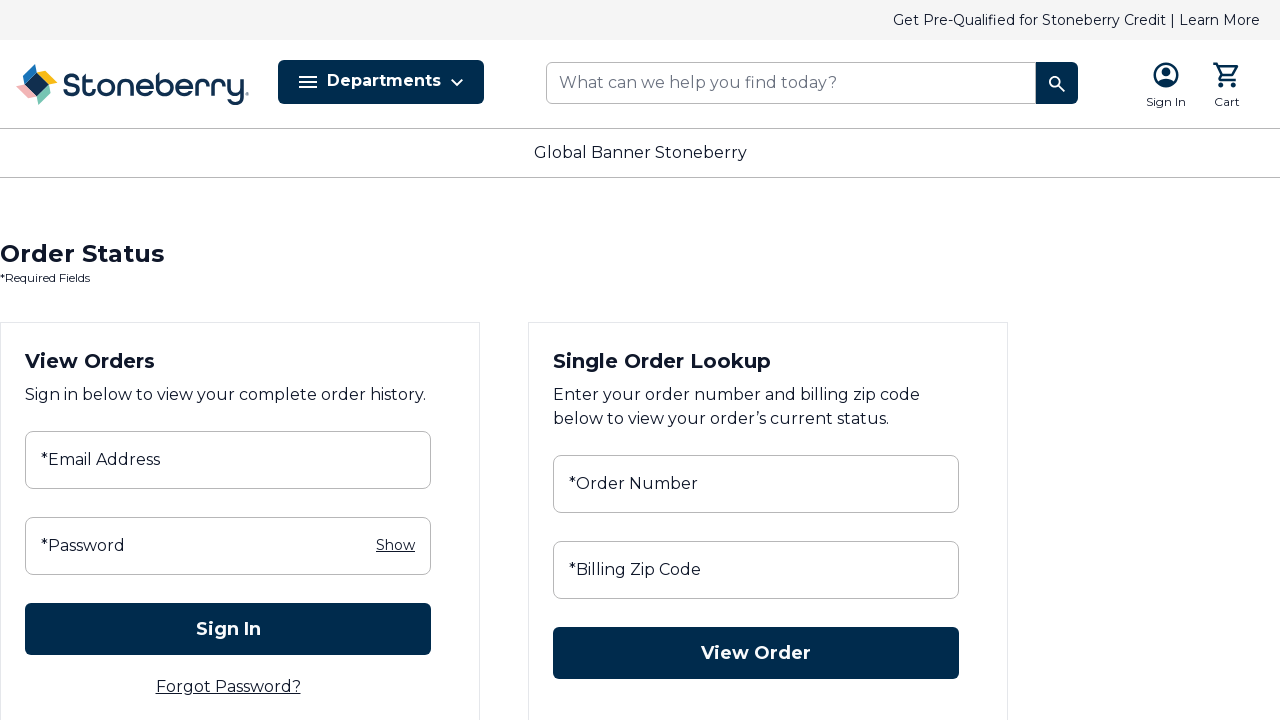 Get Pre-Qualified for Stoneberry Credit | Learn More
Stoneberry®
Departments
What can we help you find today?
Sign In
Cart
Global Banner Stoneberry
Order Status
*Required Fields
View Orders
Sign in below to view your complete order history.
*Email Address
*Password
Show
Sign In
Forgot Password?
Single Order Lookup
Enter your order number and billing zip code
below to view your order’s current status.
*Order Number
*Billing Zip Code
View Order